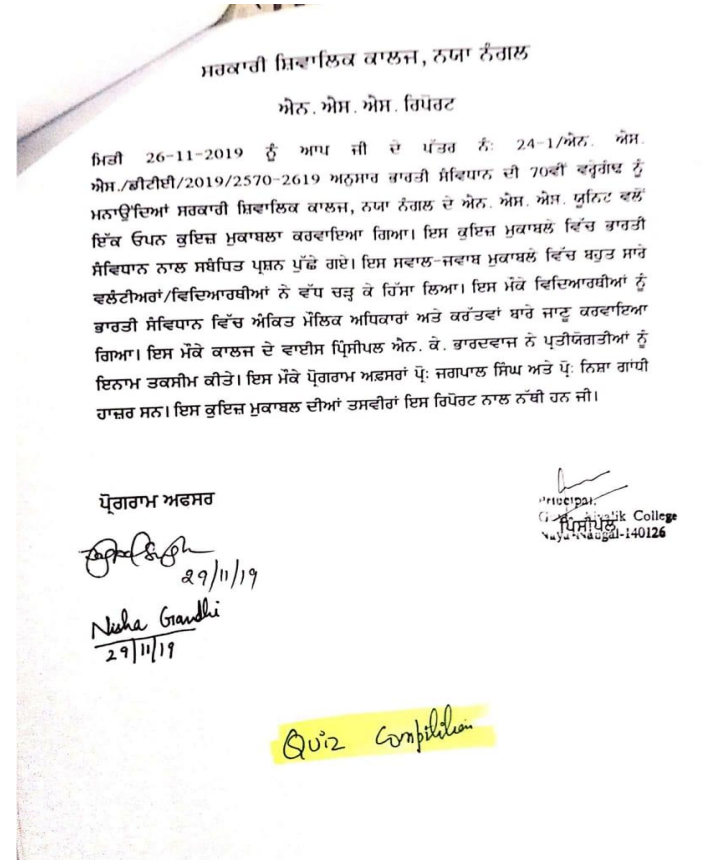 ਸਰਕਾਰੀ ਸ਼ਿਵਾਲਿਕ ਕਾਲਜ, ਨਯਾ ਨੰਗਲ
ਐਨ. ਐਸ. ਐਸ. ਰਿਪੋਰਟ
ਮਿਤੀ 26-11-2019 ਨੂੰ ਆਪ ਜੀ ਦੇ ਪੱਤਰ ਨੰ: 24-1/ਐਨ. ਐਸ.
ਐਸ./ਡੀਟੀਈ/2019/2570-2619 ਅਨੁਸਾਰ ਭਾਰਤੀ ਸੰਵਿਧਾਨ ਦੀ 70ਵੀਂ ਵਰ੍ਹੇਗੰਢ ਨੂੰ
ਮਨਾਉਂਦਿਆਂ ਸਰਕਾਰੀ ਸ਼ਿਵਾਲਿਕ ਕਾਲਜ, ਨਯਾ ਨੰਗਲ ਦੇ ਐਨ. ਐਸ. ਐਸ. ਯੂਨਿਟ ਵਲੋਂ
ਇੱਕ ਓਪਨ ਕੁਇਜ਼ ਮੁਕਾਬਲਾ ਕਰਵਾਇਆ ਗਿਆ। ਇਸ ਕੁਇਜ਼ ਮੁਕਾਬਲੇ ਵਿੱਚ ਭਾਰਤੀ
ਸੰਵਿਧਾਨ ਨਾਲ ਸਬੰਧਿਤ ਪ੍ਰਸ਼ਨ ਪੁੱਛੇ ਗਏ। ਇਸ ਸਵਾਲ-ਜਵਾਬ ਮੁਕਾਬਲੇ ਵਿੱਚ ਬਹੁਤ ਸਾਰੇ
ਵਲੰਟੀਅਰਾਂ/ਵਿਦਿਆਰਥੀਆਂ ਨੇ ਵੱਧ ਚੜ੍ਹ ਕੇ ਹਿੱਸਾ ਲਿਆ। ਇਸ ਮੌਕੇ ਵਿਦਿਆਰਥੀਆਂ ਨੂੰ
ਭਾਰਤੀ ਸੰਵਿਧਾਨ ਵਿੱਚ ਅੰਕਿਤ ਮੌਲਿਕ ਅਧਿਕਾਰਾਂ ਅਤੇ ਕਰੱਤਵਾਂ ਬਾਰੇ ਜਾਣੂ ਕਰਵਾਇਆ
ਗਿਆ। ਇਸ ਮੌਕੇ ਕਾਲਜ ਦੇ ਵਾਈਸ ਪ੍ਰਿੰਸੀਪਲ ਐਨ. ਕੇ. ਭਾਰਦਵਾਜ ਨੇ ਪ੍ਰਤੀਯੋਗਤੀਆਂ ਨੂੰ
ਇਨਾਮ ਤਕਸੀਮ ਕੀਤੇ। ਇਸ ਮੌਕੇ ਪ੍ਰੋਗਰਾਮ ਅਫ਼ਸਰਾਂ ਪ੍ਰੋ: ਜਗਪਾਲ ਸਿੰਘ ਅਤੇ ਪ੍ਰੋ: ਨਿਸ਼ਾ ਗਾਂਧੀ
ਹਾਜ਼ਰ ਸਨ। ਇਸ ਕੁਇਜ਼ ਮੁਕਾਬਲ ਦੀਆਂ ਤਸਵੀਰਾਂ ਇਸ ਰਿਪੋਰਟ ਨਾਲ ਨੱਥੀ ਹਨ ਜੀ।
ਪ੍ਰੋਗਰਾਮ ਅਫਸਰ
Principal,
College
ਪ੍ਰਿੰਸੀਪਲ
Naya Nangal-140126
29/11/19
Nisha Gandhi
29/11/19
Quiz